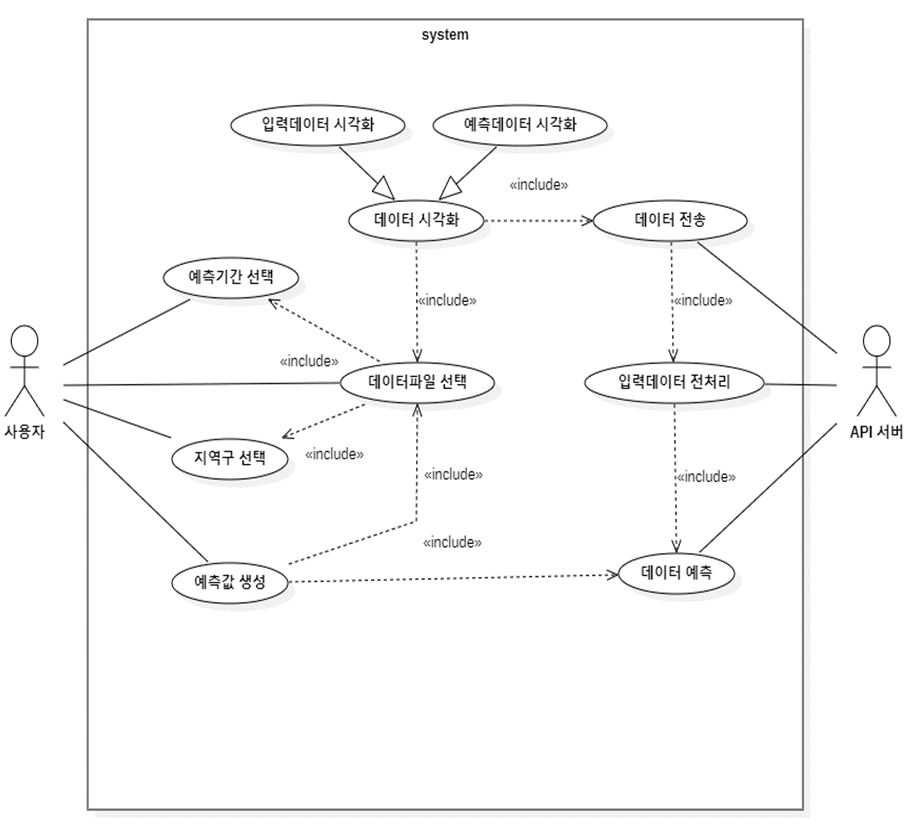 system
입력데이터 시각화
예측데이터 시각화
«include»
데이터 시각화
데이터 전송
예측기간 선택
«include»
«include»
«include»
데이터파일 선택
입력데이터 전처리
사용자
API 서버
지역구 선택
«include»
«include»
«include»
«include»
예측값 생성
데이터 예측